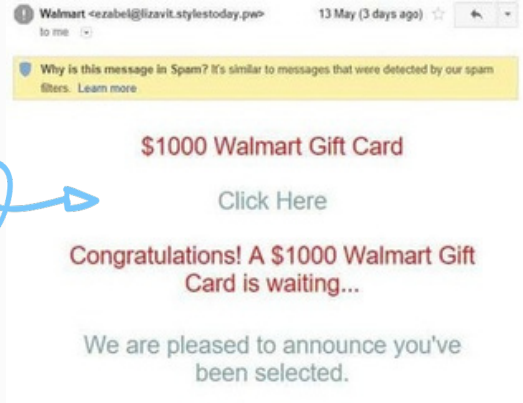 Walmart <ezabel@lizavit.stylestoday.pw> 13 May (3 days ago)
to me
Why is this message in Spam? It's similar to messages that were detected by our spam
filters. Learn more
$1000 Walmart Gift Card
Click Here
Congratulations! A $1000 Walmart Gift
Card is waiting...
We are pleased to announce you've
been selected.